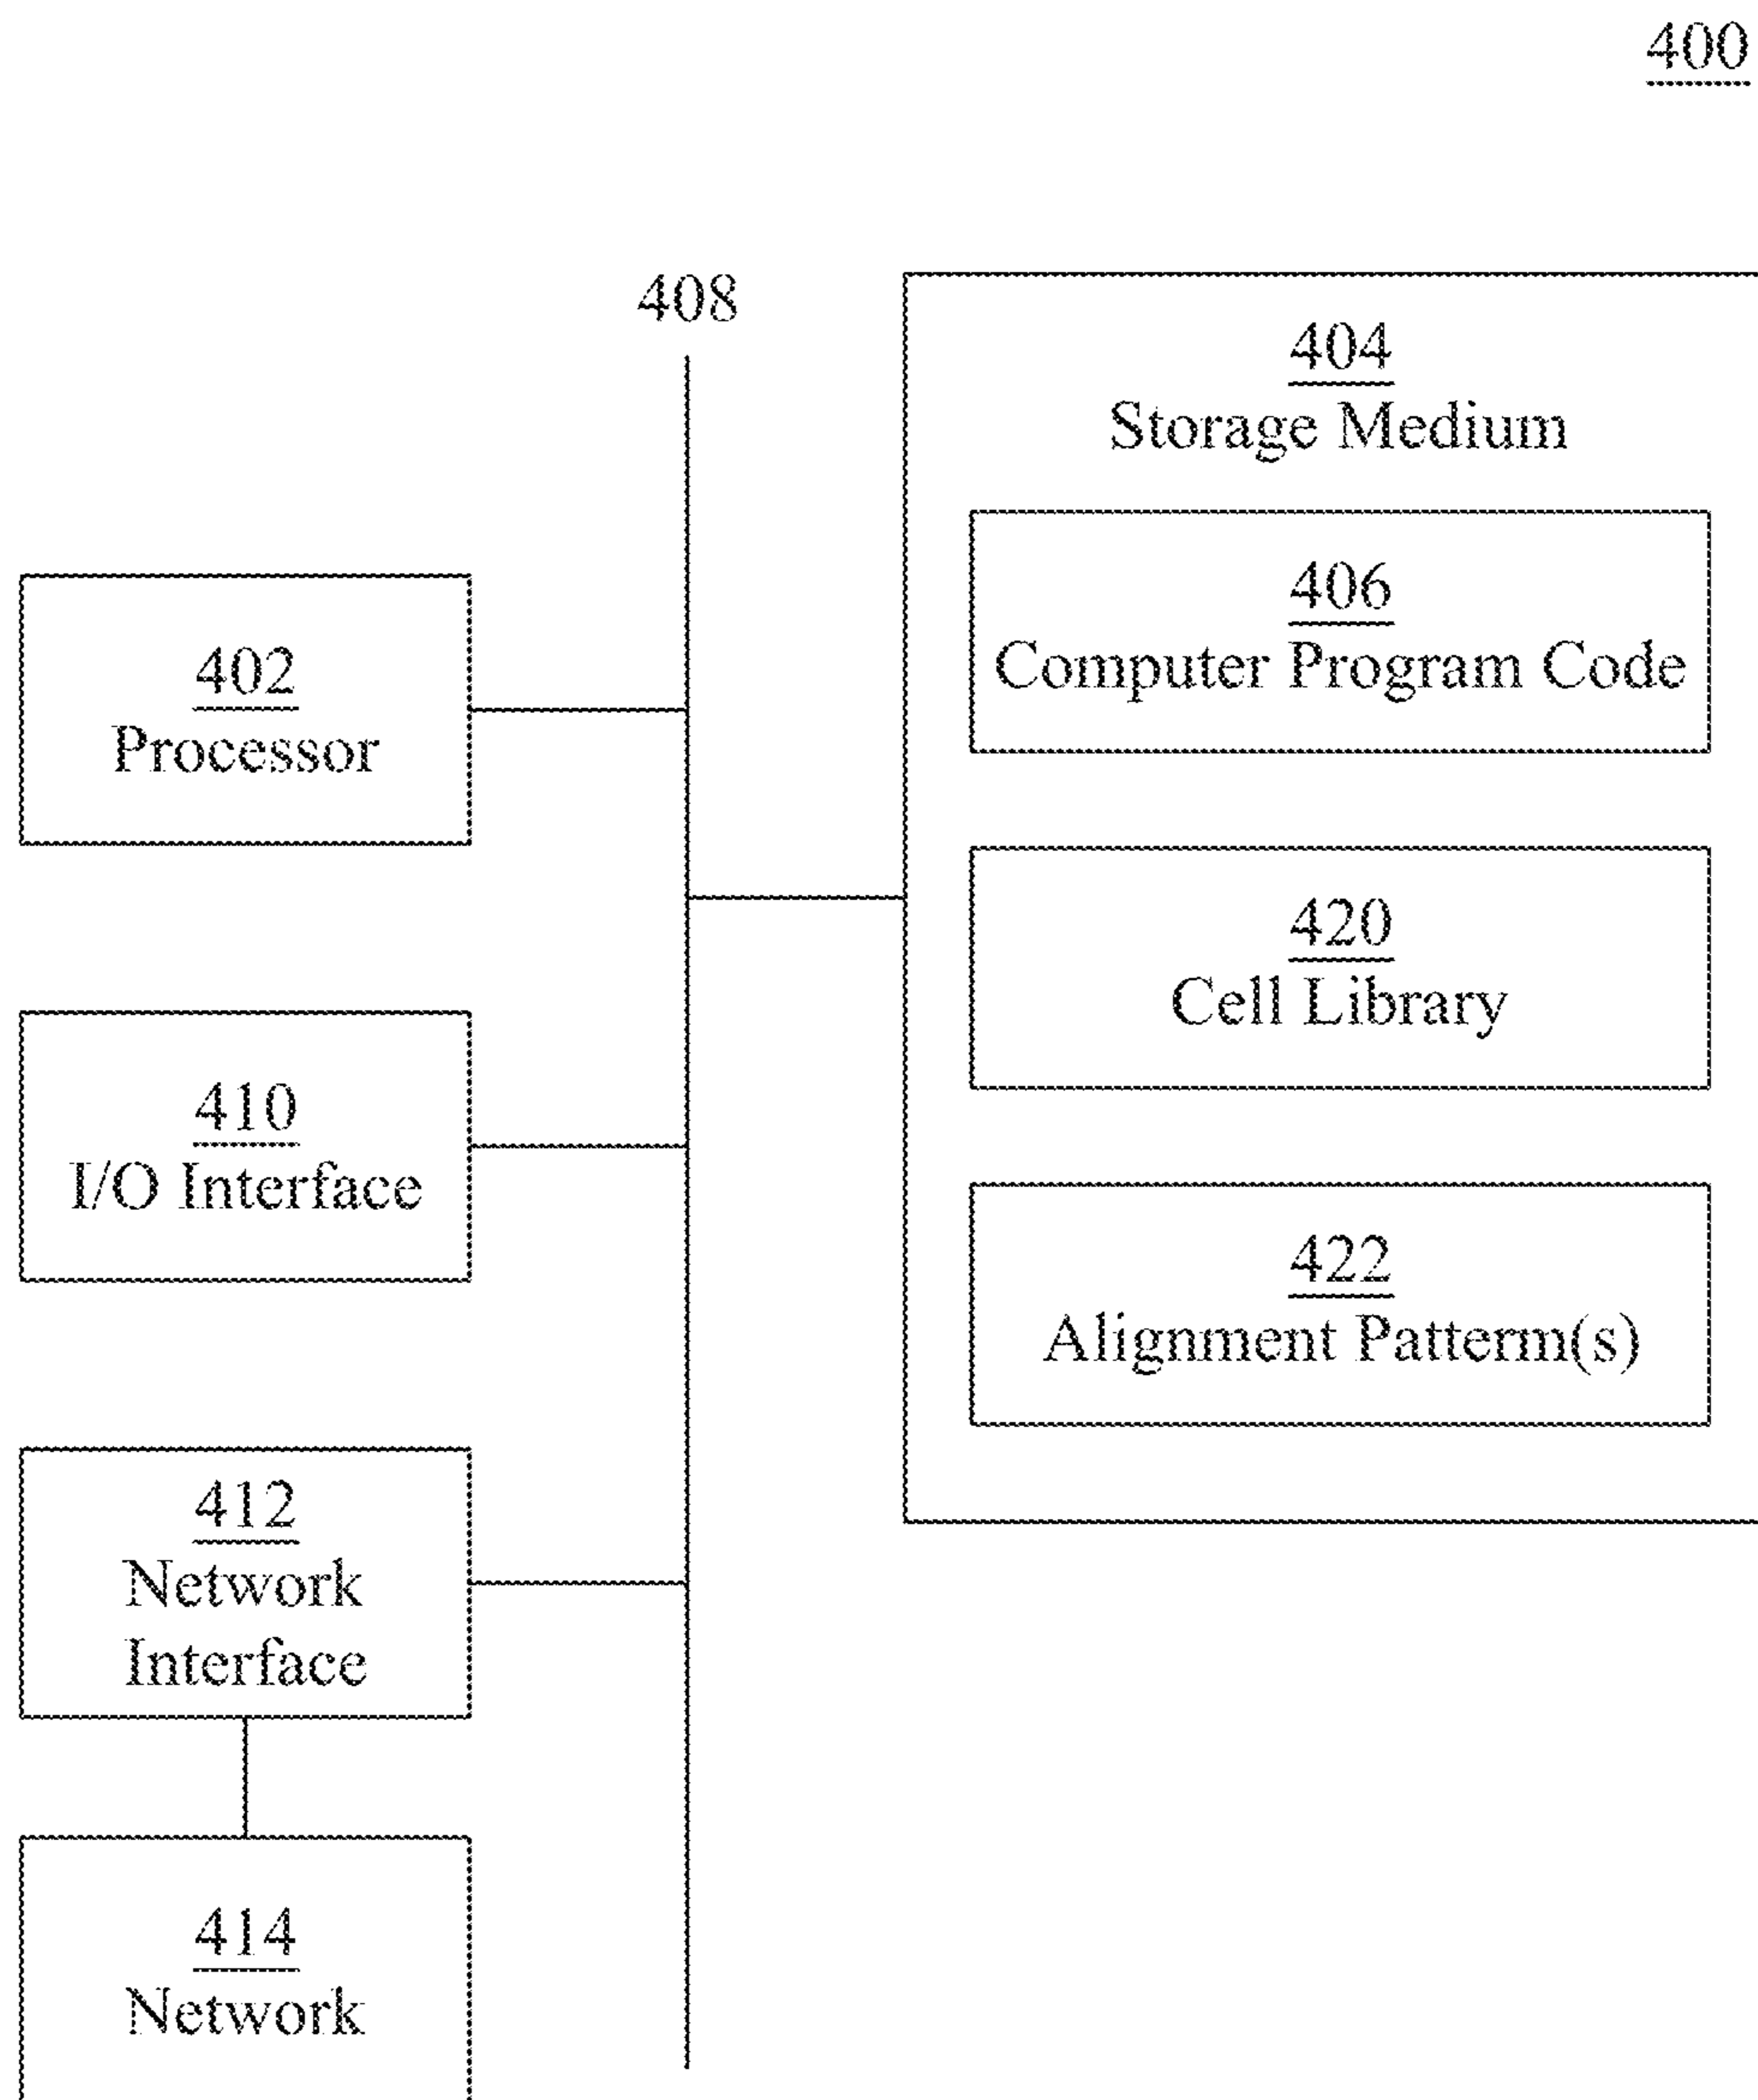 400
408
404
Storage Medium
406
Computer Program Code
402
Processor
420
Cell Library
410
I/O Interface
422
Alignment Patterm(s)
412
Network
Interface
414
Network